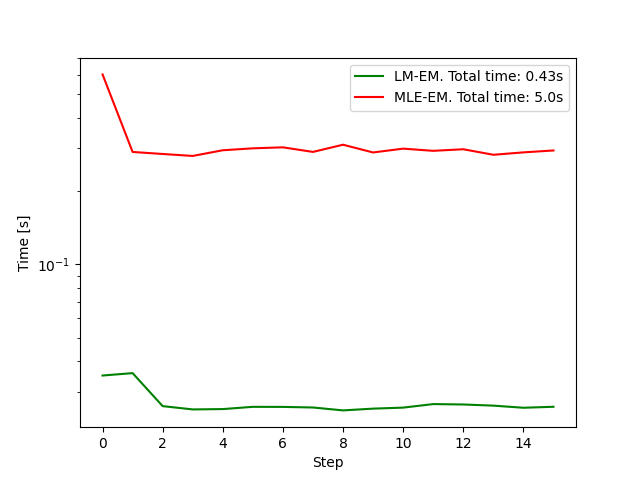 LM-EM. Total time: 0.43s
MLE-EM. Total time: 5.0s
Time [s]
10⁻¹
0 2 4 6 8 10 12 14
Step